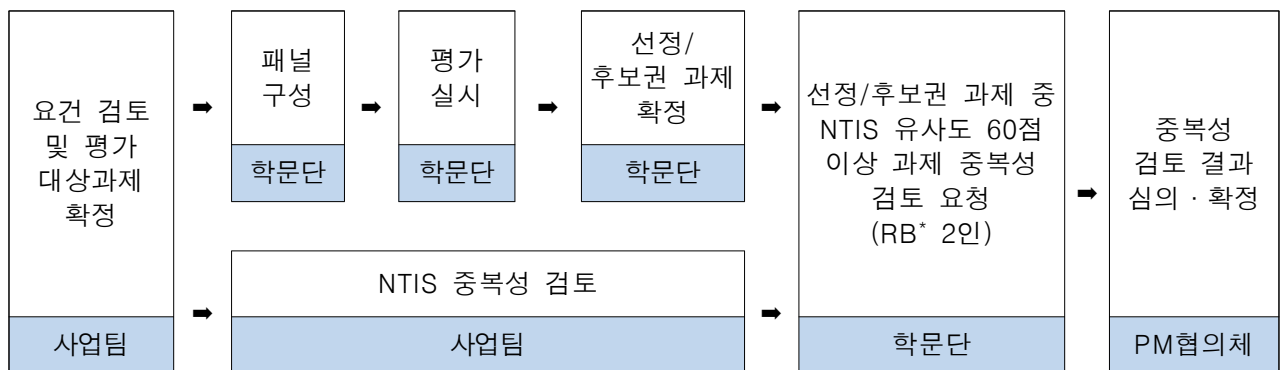 요건 검토
및 평가
대상과제
확정
사업팀
➡
패널
구성
학문단
➡
평가
실시
학문단
➡
선정/
후보권 과제
확정
학문단
➡
➡
NTIS 중복성 검토
사업팀
➡
선정/후보권 과제 중
NTIS 유사도 60점
이상 과제 중복성
검토 요청
(RB* 2인)
학문단
➡
중복성
검토 결과
심의·확정
PM협의체